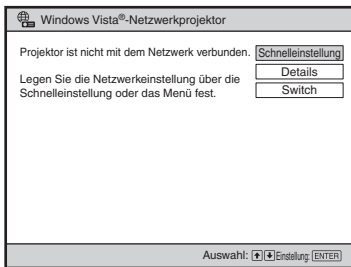 Windows Vista®-Netzwerkprojektor
Projektor ist nicht mit dem Netzwerk verbunden.
Schnelleinstellung
Details
Legen Sie die Netzwerkeinstellung über die
Switch
Schnelleinstellung oder das Menü fest.
Auswahl: Einstellung: ENTER